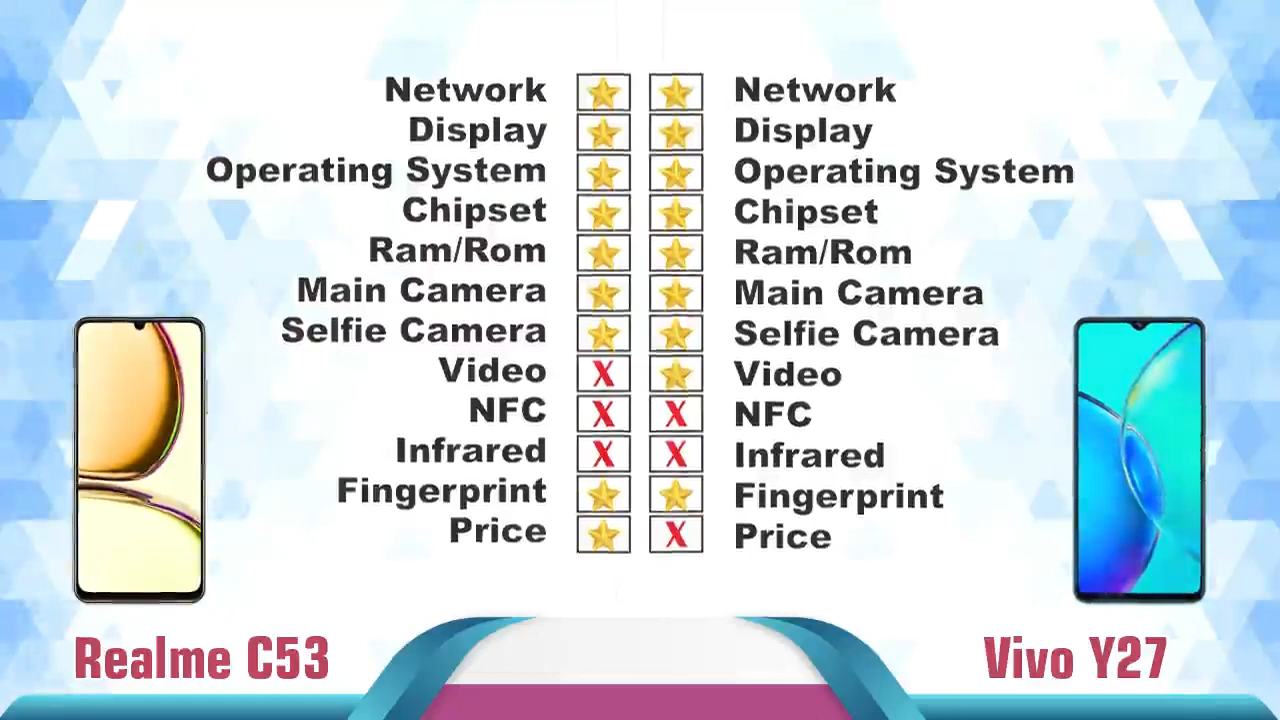 Network Network
Display Display
Operating System Operating System
Chipset Chipset
Ram/Rom Ram/Rom
Main Camera Main Camera
Selfie Camera Selfie Camera
Video X Video
NFC X X NFC
Infrared X X Infrared
Fingerprint Fingerprint
Price X Price
Realme C53 Vivo Y27